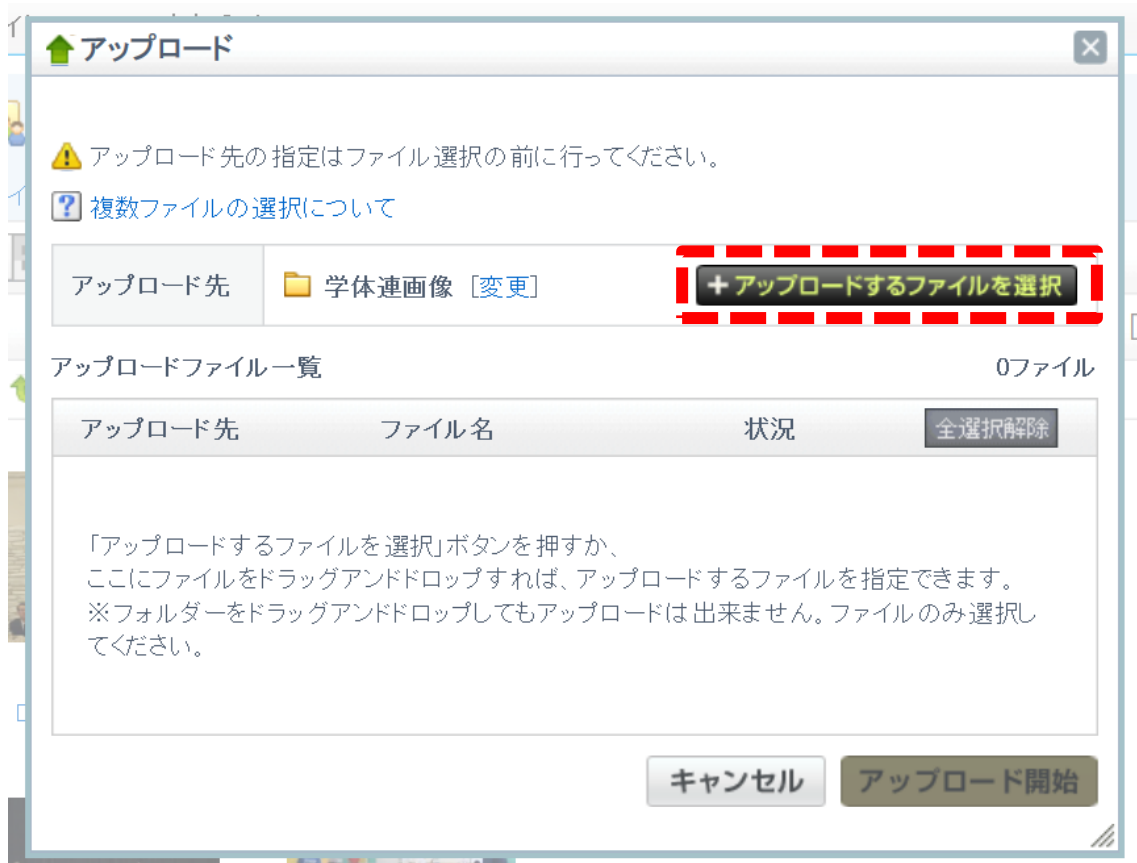 アップロード
アップロード先の指定はファイル選択の前に行ってください。
複数ファイルの選択について
アップロード先
学体連画像 [変更]
+アップロードするファイルを選択
アップロードファイル一覧
0ファイル
アップロード先 ファイル名 状況 全選択解除
「アップロードするファイルを選択」ボタンを押すか、
ここにファイルをドラッグアンドドロップすれば、アップロードするファイルを指定できます。
※フォルダーをドラッグアンドドロップしてもアップロードは出来ません。ファイルのみ選択し
てください。
キャンセル
アップロード開始